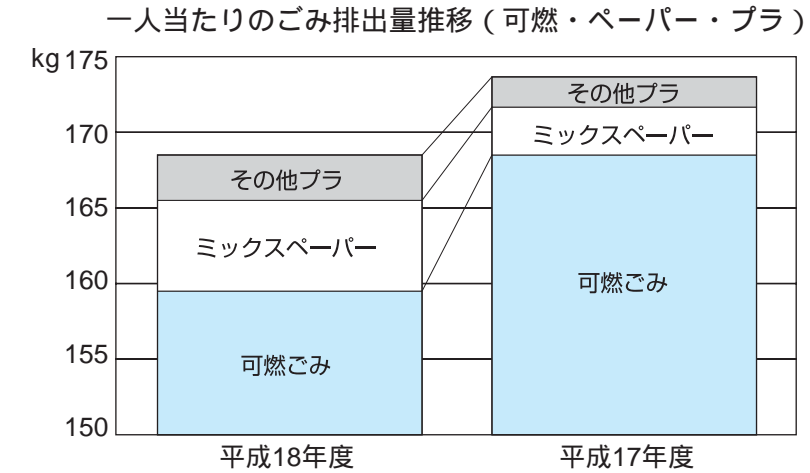 一人当たりのごみ排出量推移（可燃・ペーパー・プラ）
kg
175
170
165
160
155
150
その他プラ
ミックスペーパー
可燃ごみ
その他プラ
ミックスペーパー
可燃ごみ
平成18年度
平成17年度